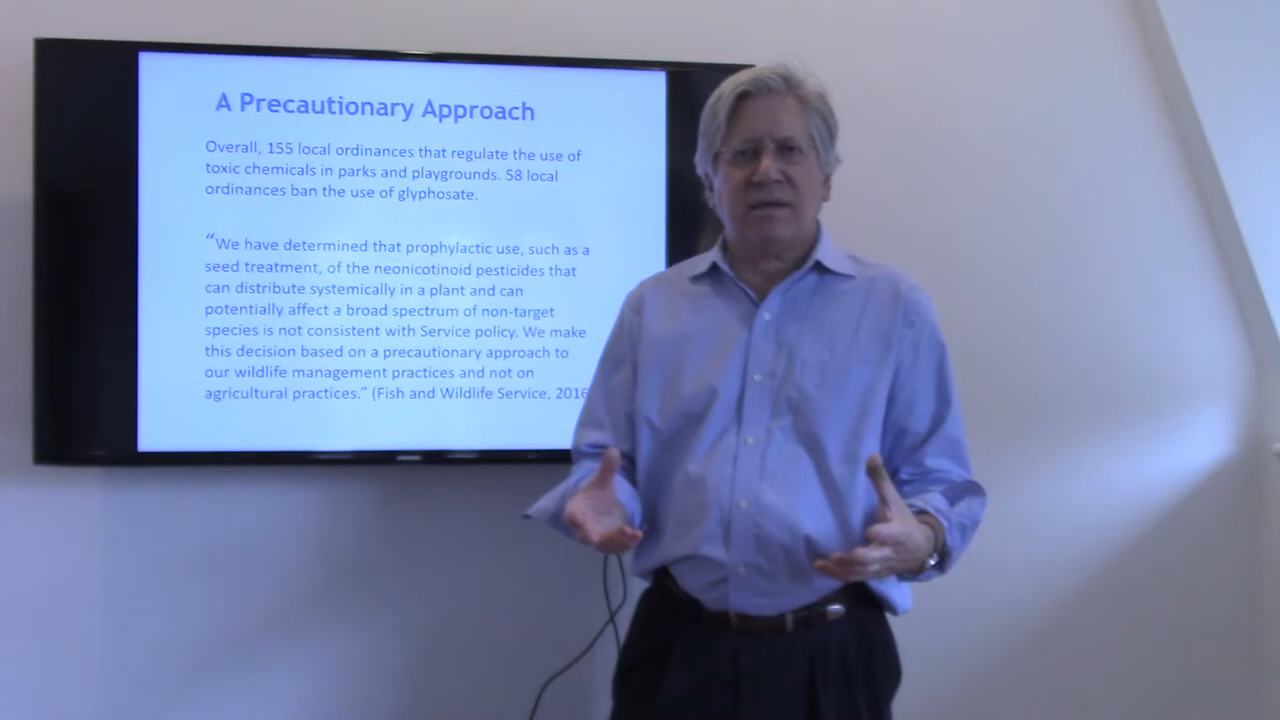 A Precautionary Approach
Overall, 155 local ordinances that regulate the use of
toxic chemicals in parks and playgrounds. 58 local
ordinances ban the use of glyphosate.
“We have determined that prophylactic use, such as a
seed treatment, of the neonicotinoid pesticides that
can distribute systemically in a plant and can
potentially affect a broad spectrum of non-target
species is not consistent with Service policy. We make
this decision based on a precautionary approach to
our wildlife management practices and not on
agricultural practices.” (Fish and Wildlife Service, 2016